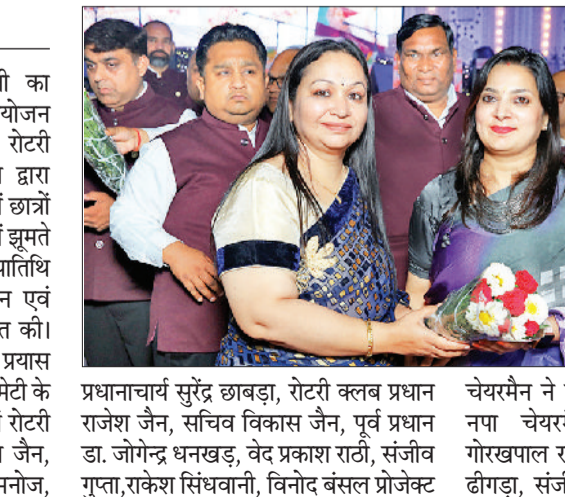 का
योजन
रोटरी
द्वारा
छात्रों
झूमते
एवं
की।
प्रयास
के
रोटरी
जैन,
मनोज,
प्रधानाचार्य सुरेंद्र छाबड़ा, रोटरी क्लब प्रधान
राजेश जैन, सचिव विकास जैन, पूर्व प्रधान
डा. जोगेन्द्र धनखड़, वेद प्रकाश राठी, संजीव
गुप्ता,राकेश सिंधवानी, विनोद बंसल प्रोजेक्ट
चेयरमैन ने
नपा
गोरखपाल
ढीगड़ा,